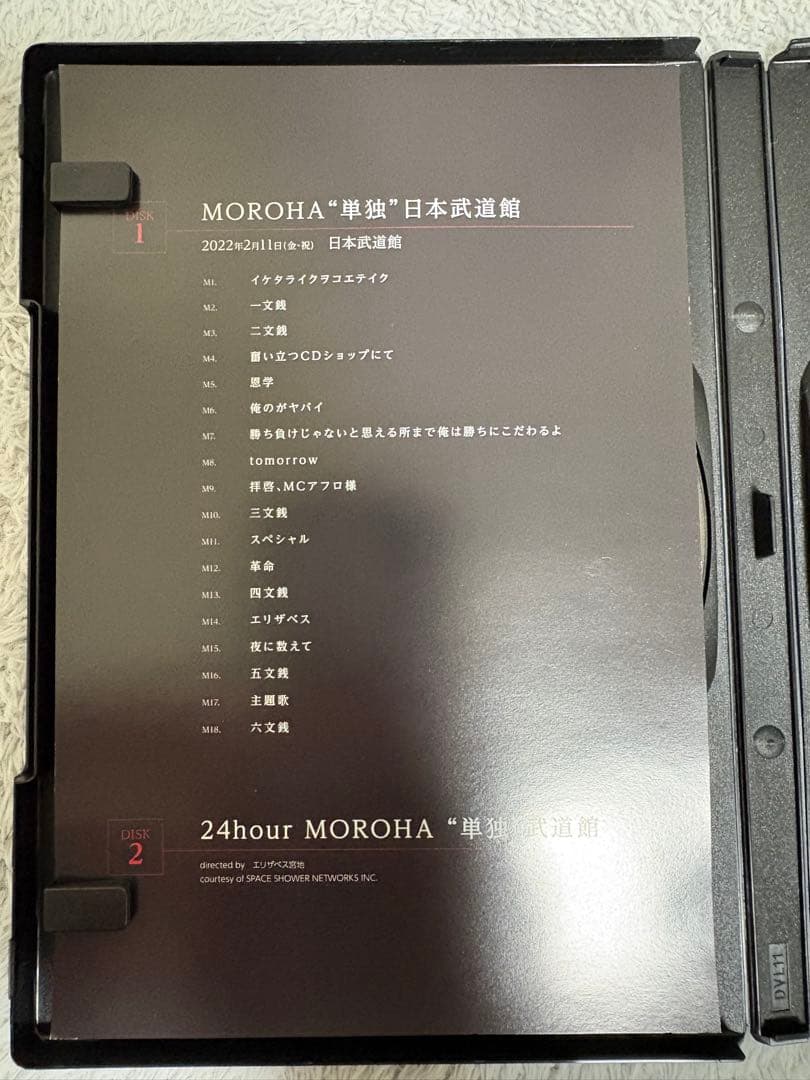 DISK
1
MOROHA“単独”日本武道館
2022年2月11日(金・祝) 日本武道館
M1. イケタライクヲコエテイク
M2. 一文銭
M3. 二文銭
M4. 奮い立つCDショップにて
M5. 恩学
M6. 俺のがヤバイ
M7. 勝ち負けじゃないと思える所まで俺は勝ちにこだわるよ
M8. tomorrow
M9. 拝啓、MCアフロ様
M10. 三文銭
M11. スペシャル
M12. 革命
M13. 四文銭
M14. エリザベス
M15. 夜に数えて
M16. 五文銭
M17. 主題歌
M18. 六文銭
DISK
2
24hour MOROHA “単独”武道館
directed by エリザベス宮地
courtesy of SPACE SHOWER NETWORKS INC.
DVL11